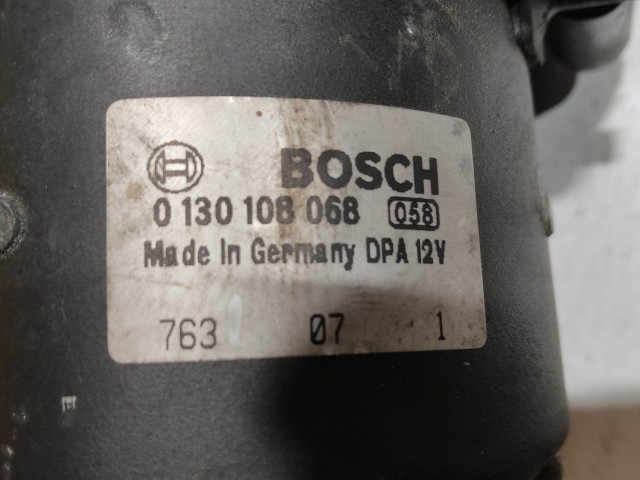 BOSCH
0 130 108 068 058
Made in Germany DPA 12V
763 07 1